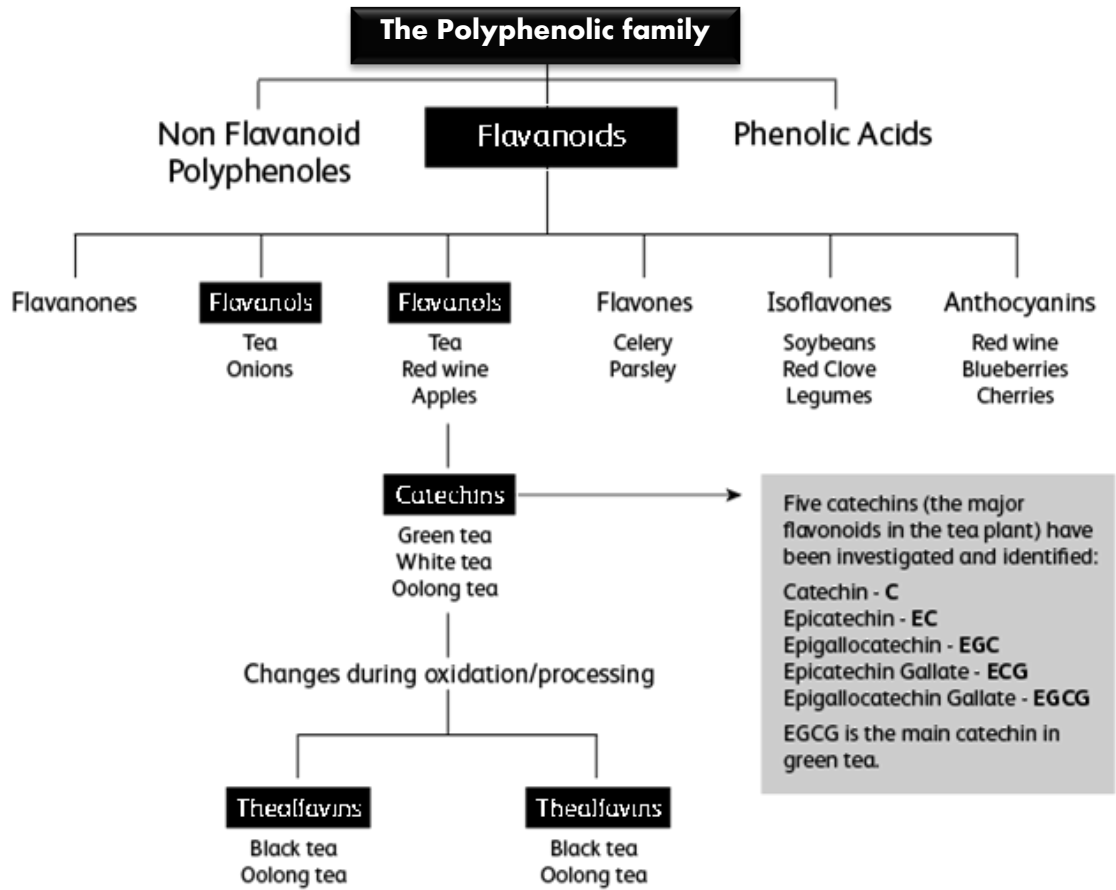 The Polyphenolic family
Non Flavanoid
Polyphenoles
Flavanoids
Phenolic Acids
Flavanones
Flavanols
Tea
Onions
Flavanols
Tea
Red wine
Apples
Flavones
Celery
Parsley
Isoflavones
Soybeans
Red Clove
Legumes
Anthocyanins
Red wine
Blueberries
Cherries
Catechins
Green tea
White tea
Oolong tea
Five catechins (the major
flavonoids in the tea plant) have
been investigated and identified:
Catechin - C
Epicatechin - EC
Epigallocatechin - EGC
Epicatechin Gallate - ECG
Epigallocatechin Gallate - EGCG
EGCG is the main catechin in
green tea.
Changes during oxidation/processing
Thealfavins
Black tea
Oolong tea
Thealfavins
Black tea
Oolong tea